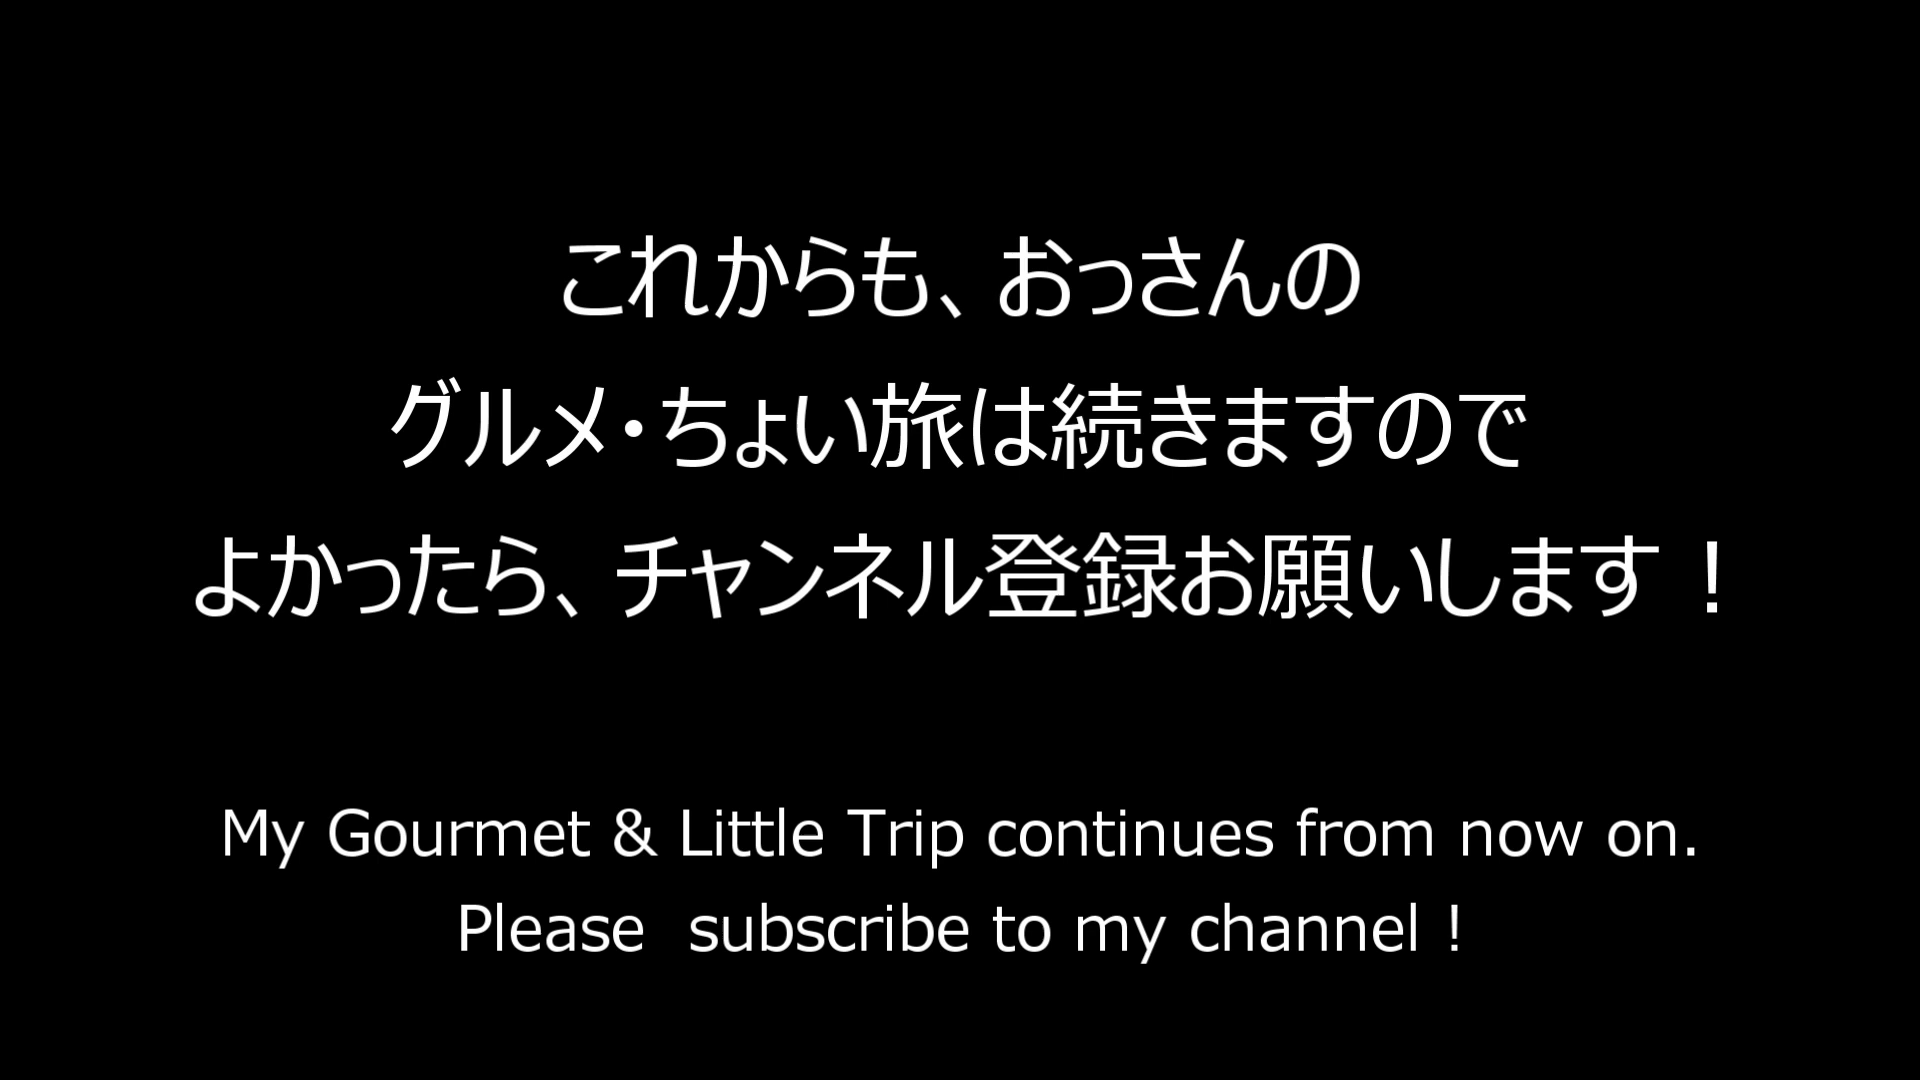 これからも、おっさんの
グルメ・ちょい旅は続きますので
よかったら、チャンネル登録お願いします！
My Gourmet & Little Trip continues from now on.
Please  subscribe to my channel !